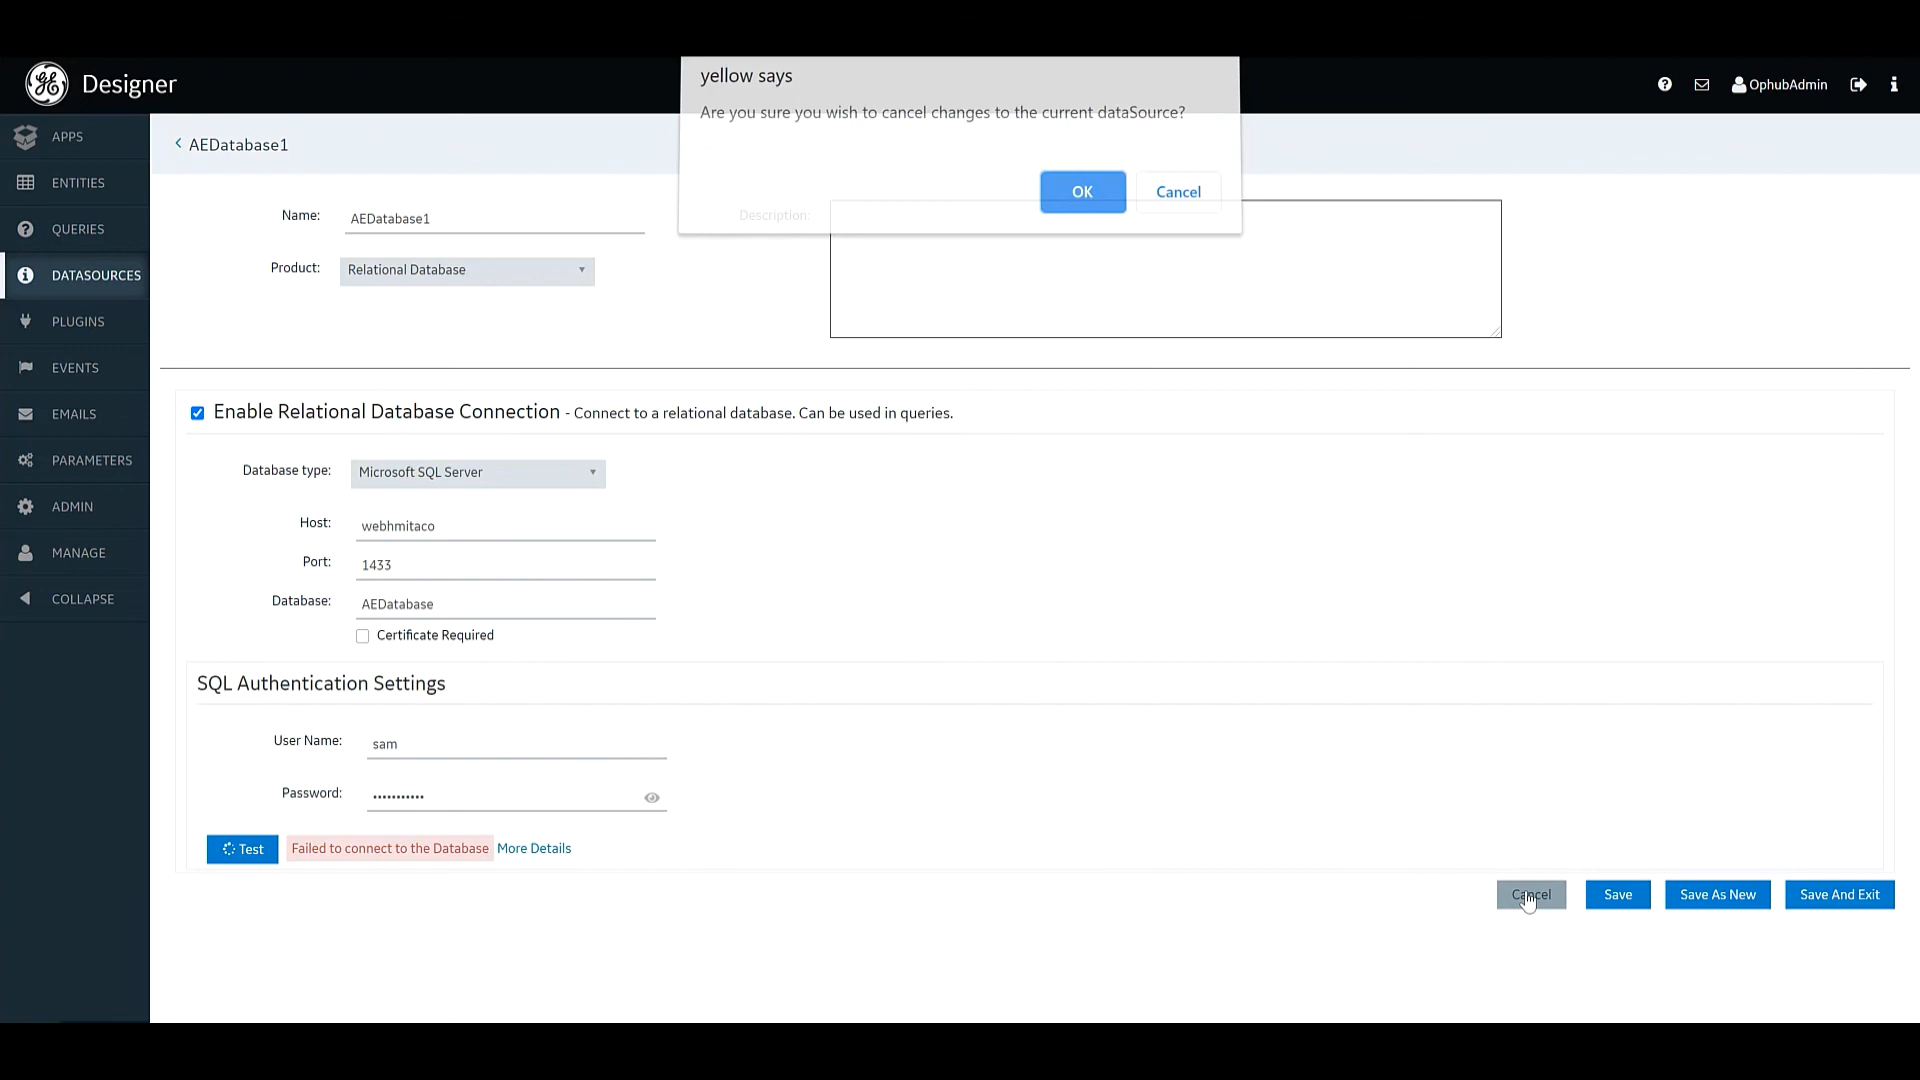 yellow says
Are you sure you wish to cancel changes to the current dataSource?
OK
Cancel
Designer
OphubAdmin
APPS
ENTITIES
QUERIES
DATASOURCES
PLUGINS
EVENTS
EMAILS
PARAMETERS
ADMIN
MANAGE
COLLAPSE
AEDatabase1
Name: AEDatabase1
Description:
Product: Relational Database
Enable Relational Database Connection - Connect to a relational database. Can be used in queries.
Database type: Microsoft SQL Server
Host: webhmitaco
Port: 1433
Database: AEDatabase
Certificate Required
SQL Authentication Settings
User Name: sam
Password: •••••••••••
Test Failed to connect to the Database More Details
Cancel Save Save As New Save And Exit